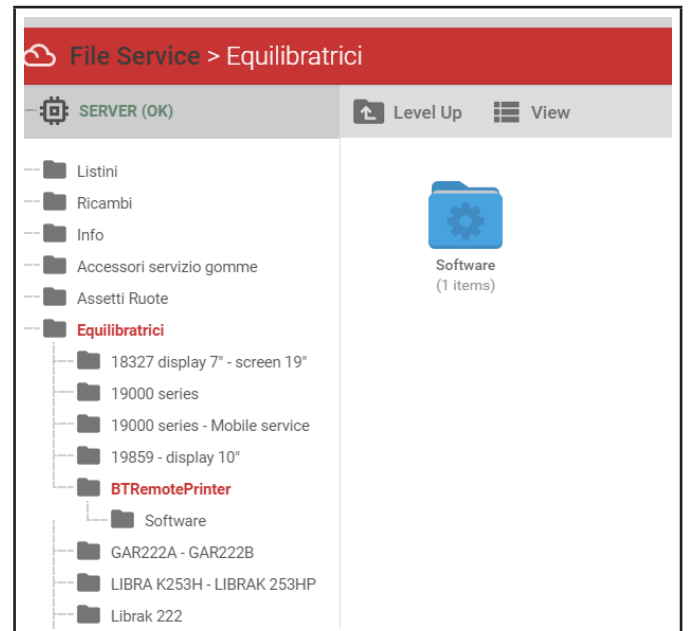 File Service > Equilibratrici
SERVER (OK)
Level Up
View
Listini
Ricambi
Info
Accessori servizio gomme
Assetti Ruote
Equilibratrici
18327 display 7" - screen 19"
19000 series
19000 series - Mobile service
19859 - display 10"
BTRemotePrinter
Software
GAR222A - GAR222B
LIBRA K253H - LIBRAK 253HP
Librak 222
Software
(1 items)